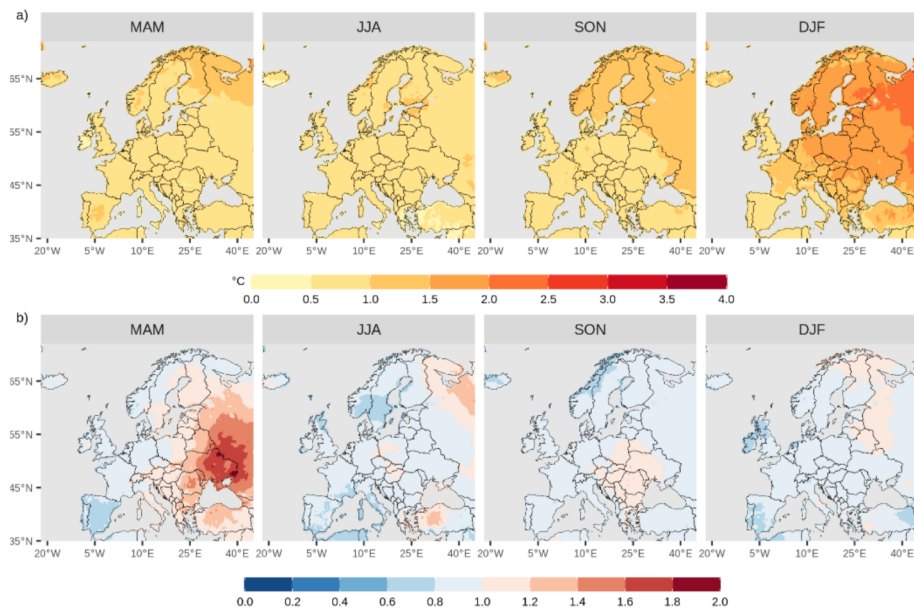 a)
MAM JJA SON DJF
65°N
55°N
45°N
35°N
20°W 5°W 10°E 25°E 40°E 20°W 5°W 10°E 25°E 40°E 20°W 5°W 10°E 25°E 40°E 20°W 5°W 10°E 25°E 40°E
°C
0.0 0.5 1.0 1.5 2.0 2.5 3.0 3.5 4.0
b)
MAM JJA SON DJF
65°N
55°N
45°N
35°N
20°W 5°W 10°E 25°E 40°E 20°W 5°W 10°E 25°E 40°E 20°W 5°W 10°E 25°E 40°E 20°W 5°W 10°E 25°E 40°E
0.0 0.2 0.4 0.6 0.8 1.0 1.2 1.4 1.6 1.8 2.0